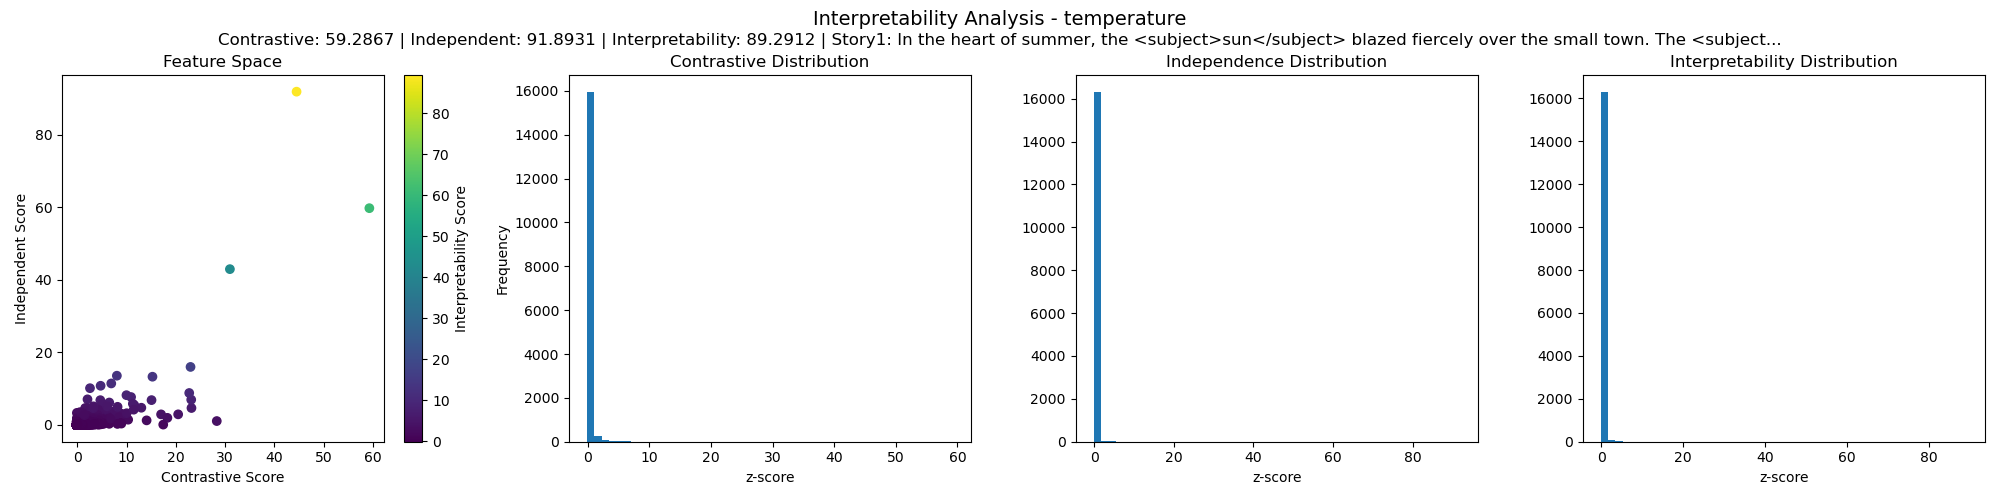 Interpretability Analysis - temperature
Contrastive: 59.2867 | Independent: 91.8931 | Interpretability: 89.2912 | Story1: In the heart of summer, the <subject>sun</subject> blazed fiercely over the small town. The <subject...
Feature Space
Independent Score
80
60
40
20
0
0 10 20 30 40 50 60
Contrastive Score
80
70
60
50
40
30
20
10
0
Interpretability Score
Contrastive Distribution
Frequency
16000
14000
12000
10000
8000
6000
4000
2000
0
0 10 20 30 40 50 60
z-score
Independence Distribution
16000
14000
12000
10000
8000
6000
4000
2000
0
0 20 40 60 80
z-score
Interpretability Distribution
16000
14000
12000
10000
8000
6000
4000
2000
0
0 20 40 60 80
z-score